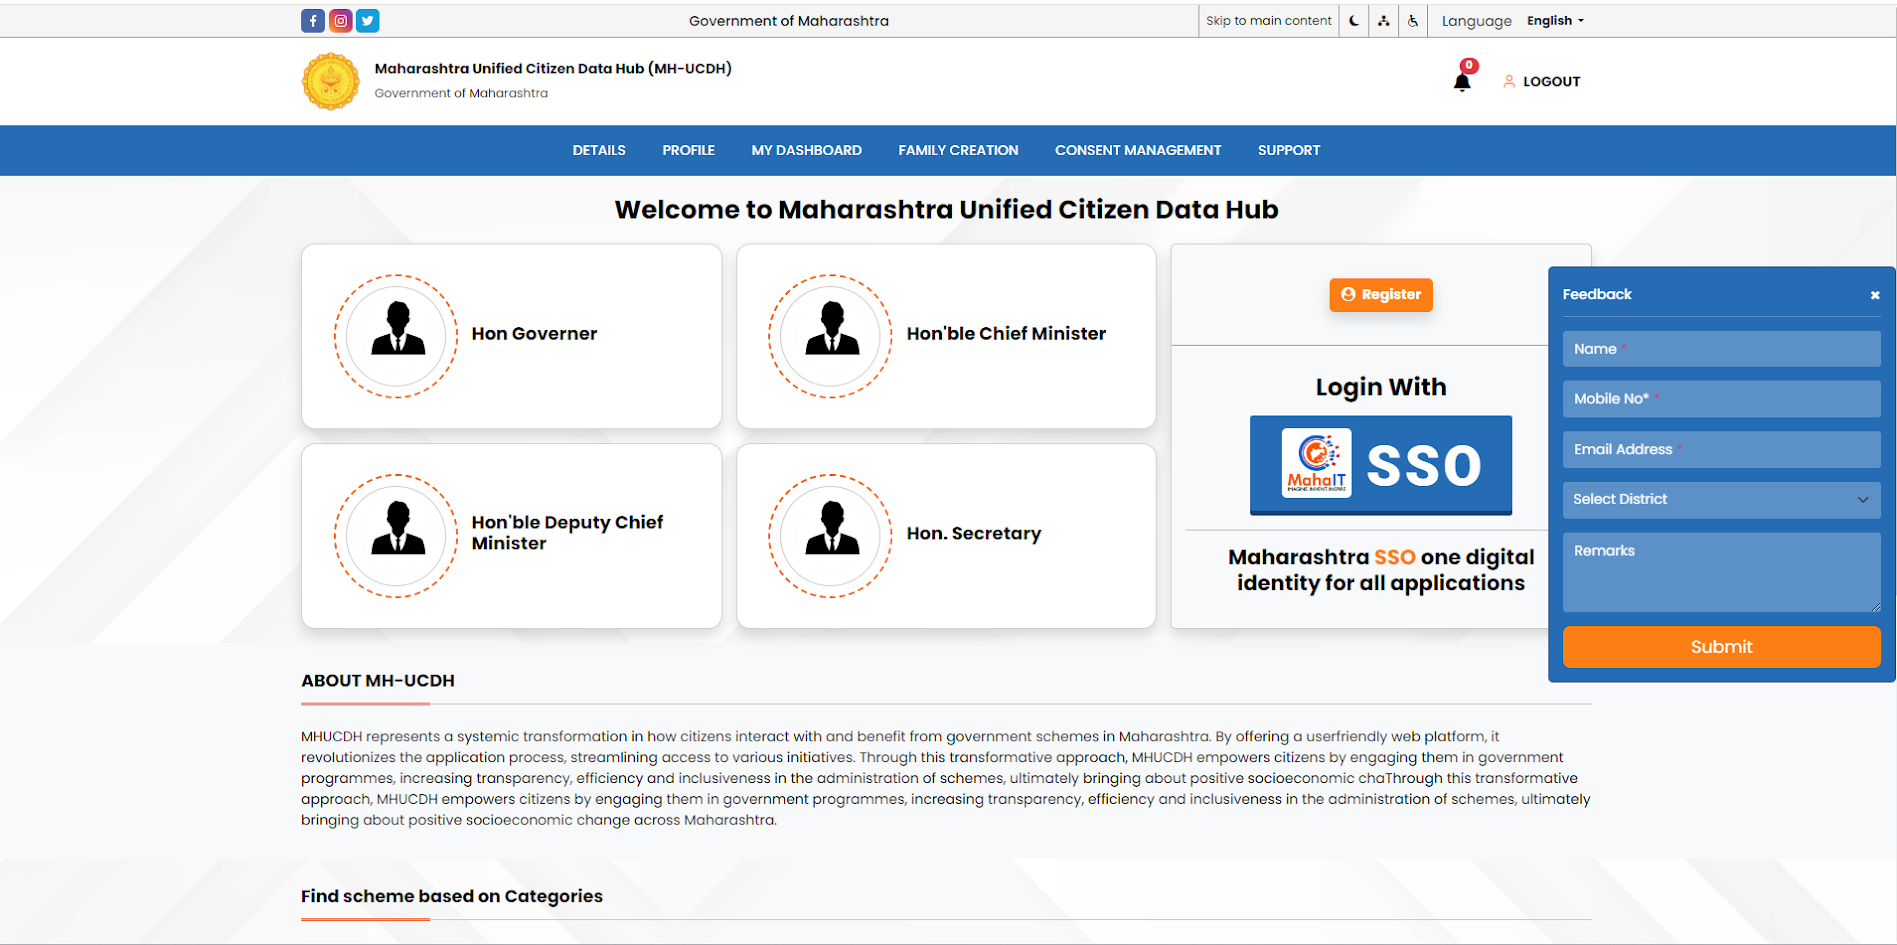 Government of Maharashtra
Skip to main content
Language English
Maharashtra Unified Citizen Data Hub (MH-UCDH)
Government of Maharashtra
0
LOGOUT
DETAILS PROFILE MY DASHBOARD FAMILY CREATION CONSENT MANAGEMENT SUPPORT
Welcome to Maharashtra Unified Citizen Data Hub
Hon Governer
Hon'ble Chief Minister
Hon'ble Deputy Chief
Minister
Hon. Secretary
Register
Login With
MahaIT
IMAGINE. INVENT. INSPIRE
SSO
Maharashtra SSO one digital
identity for all applications
Feedback
Name *
Mobile No* *
Email Address *
Select District
Remarks
Submit
ABOUT MH-UCDH
MHUCDH represents a systemic transformation in how citizens interact with and benefit from government schemes in Maharashtra. By offering a userfriendly web platform, it
revolutionizes the application process, streamlining access to various initiatives. Through this transformative approach, MHUCDH empowers citizens by engaging them in government
programmes, increasing transparency, efficiency and inclusiveness in the administration of schemes, ultimately bringing about positive socioeconomic chaThrough this transformative
approach, MHUCDH empowers citizens by engaging them in government programmes, increasing transparency, efficiency and inclusiveness in the administration of schemes, ultimately
bringing about positive socioeconomic change across Maharashtra.
Find scheme based on Categories